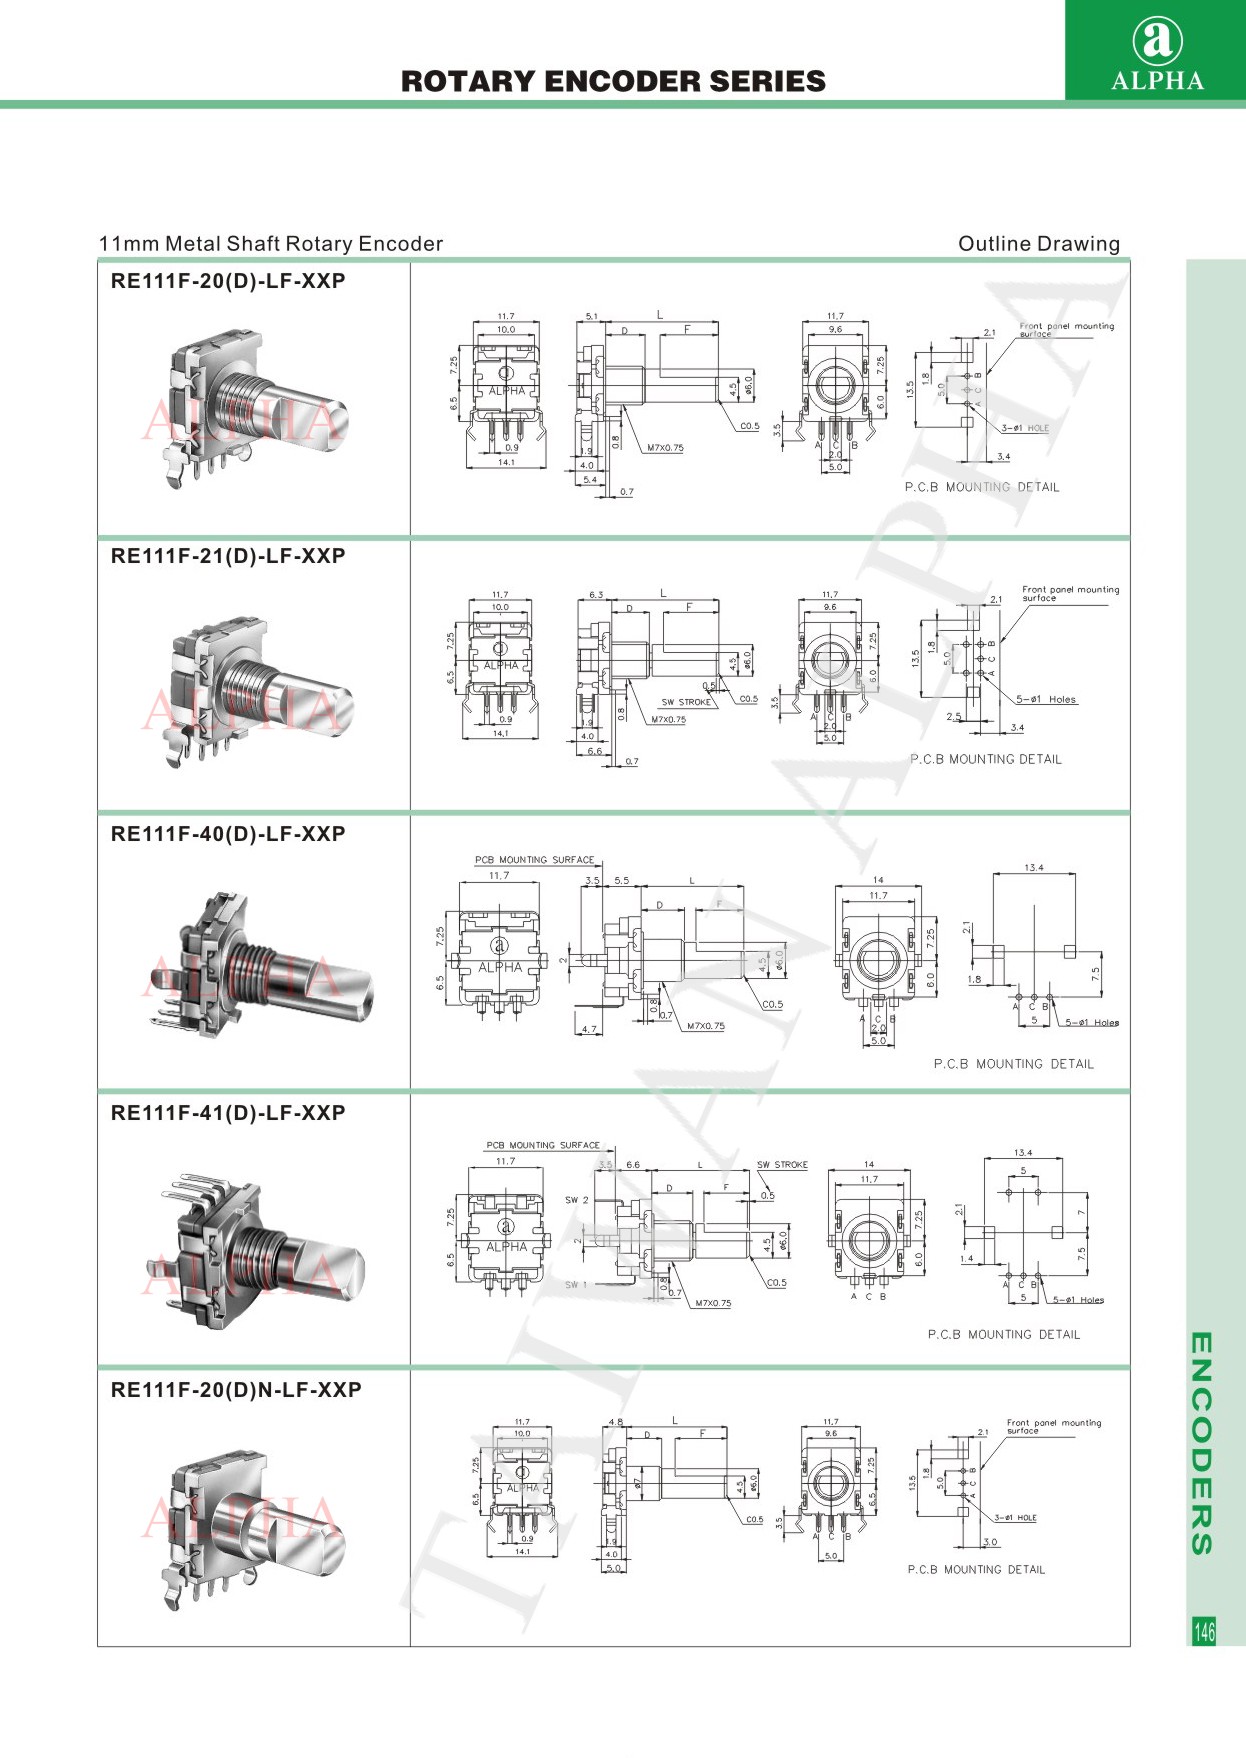 ROTARY ENCODER SERIES
a
ALPHA
11mm Metal Shaft Rotary Encoder
Outline Drawing
RE111F-20(D)-LF-XXP
ALPHA
11.7
10.0
7.25
6.5
a
ALPHA
0.9
14.1
5.1
L
D
F
4.5
ø6.0
C0.5
0.8
M7X0.75
1.9
4.0
5.4
0.7
11.7
9.6
7.25
6.0
3.5
A C B
2.0
5.0
2.1
Front panel mounting
surface
13.5
1.8
5.0
B
C
A
3-ø1 HOLE
3.4
P.C.B MOUNTING DETAIL
RE111F-21(D)-LF-XXP
ALPHA
11.7
10.0
7.25
6.5
a
ALPHA
0.9
14.1
6.3
L
D
F
4.5
ø6.0
0.5
C0.5
SW STROKE
0.8
M7X0.75
1.9
4.0
6.6
0.7
11.7
9.6
7.25
6.0
3.5
A C B
2.0
5.0
2.1
Front panel mounting
surface
13.5
1.8
5.0
B
C
A
5-ø1 Holes
2.5
3.4
P.C.B MOUNTING DETAIL
RE111F-40(D)-LF-XXP
ALPHA
PCB MOUNTING SURFACE
11.7
7.25
6.5
a
ALPHA
3.5
5.5
L
D
F
2
4.5
ø6.0
C0.5
0.8
0.7
M7X0.75
4.7
14
11.7
7.25
6.0
A C B
2.0
5.0
13.4
2.1
1.8
7.5
A C B
5
5-ø1 Holes
P.C.B MOUNTING DETAIL
RE111F-41(D)-LF-XXP
ALPHA
PCB MOUNTING SURFACE
11.7
7.25
6.5
a
ALPHA
3.5
6.6
L
SW STROKE
D
F
0.5
SW 2
2
SW 1
4.5
ø6.0
C0.5
0.8
0.7
M7X0.75
14
11.7
7.25
6.0
A C B
13.4
5
2.1
1.4
7
7.5
A C B
5
5-ø1 Holes
P.C.B MOUNTING DETAIL
RE111F-20(D)N-LF-XXP
ALPHA
11.7
10.0
7.25
6.5
a
ALPHA
0.9
14.1
4.8
L
D
F
ø7
4.5
ø6.0
C0.5
1.9
4.0
5.0
11.7
9.6
7.25
6.5
3.5
A C B
5.0
2.1
Front panel mounting
surface
13.5
1.8
5.0
B
C
A
3-ø1 HOLE
3.0
P.C.B MOUNTING DETAIL
TAIWAN ALPHA
ENCODERS
146